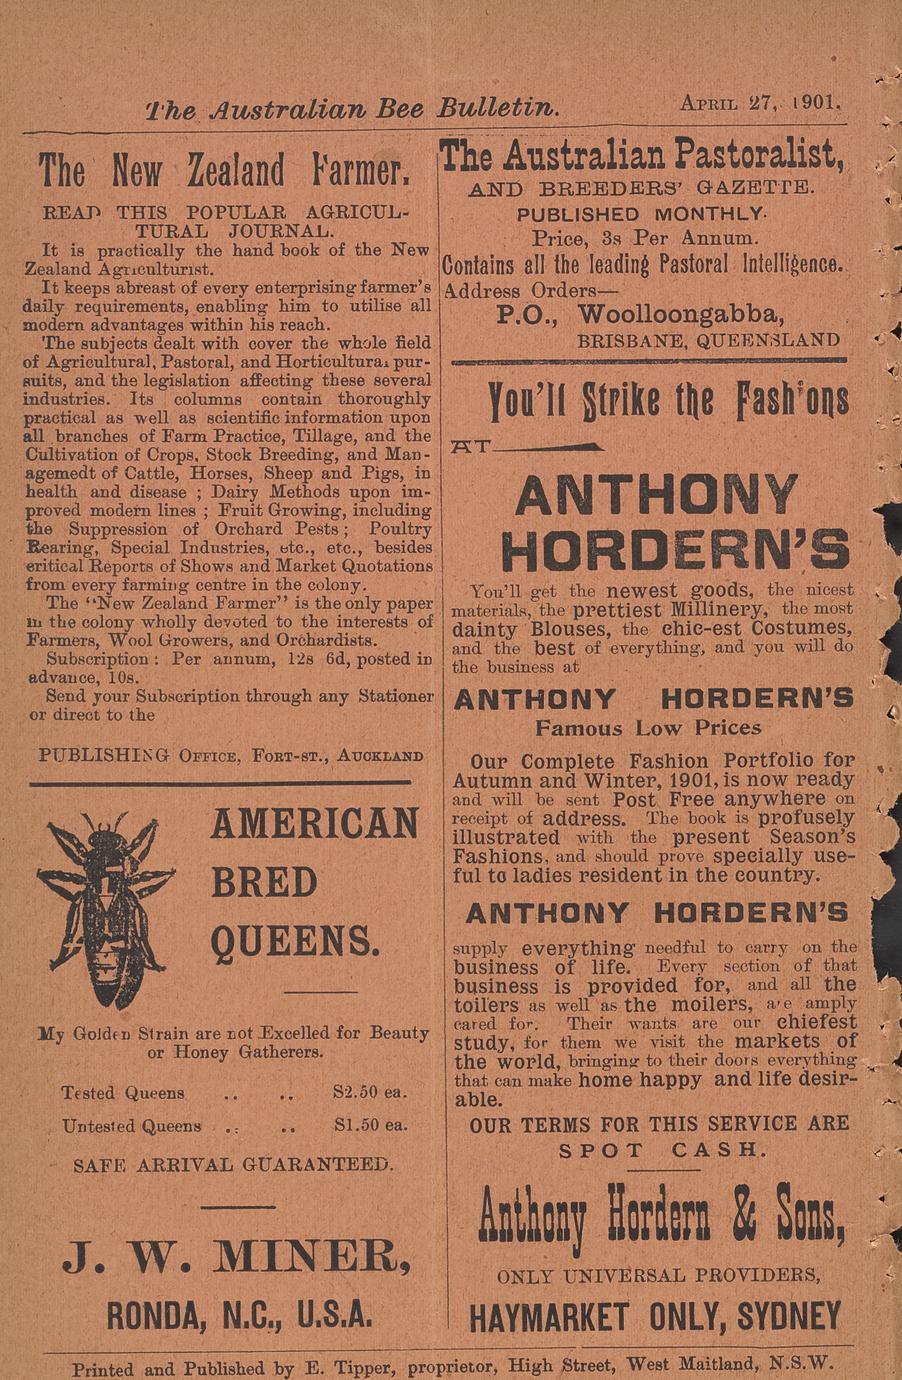 The Australian Bee Bulletin. April 27, 1901.
The New Zealand Farmer.
READ THIS POPULAR AGRICUL-
TURAL JOURNAL.
It is practically the hand book of the New
Zealand Agriculturist.
It keeps abreast of every enterprising farmer's
daily requirements, enabling him to utilise all
modern advantages within his reach.
The subjects dealt with cover the whole field
of Agricultural, Pastoral, and Horticultural pur-
suits, and the legislation affecting these several
industries. Its columns contain thoroughly
practical as well as scientific information upon
all branches of Farm Practice, Tillage, and the
Cultivation of Crops, Stock Breeding, and Man-
agemedt of Cattle, Horses, Sheep and Pigs, in
health and disease ; Dairy Methods upon im-
proved modern lines ; Fruit Growing, including
the Suppression of Orchard Pests ; Poultry
Rearing, Special Industries, etc., etc., besides
critical Reports of Shows and Market Quotations
from every farming centre in the colony.
The "New Zealand Farmer" is the only paper
in the colony wholly devoted to the interests of
Farmers, Wool Growers, and Orchardists.
Subscription : Per annum, 12s 6d, posted in
advance, 10s.
Send your Subscription through any Stationer
or direct to the
PUBLISHING OFFICE, FORT-ST., AUCKLAND
AMERICAN
BRED
QUEENS.
My Golden Strain are not Excelled for Beauty
or Honey Gatherers.
Tested Queens .. .. $2.50 ea.
Untested Queens .. .. $1.50 ea.
SAFE ARRIVAL GUARANTEED.
J. W. MINER,
RONDA, N.C., U.S.A.
The Australian Pastoralist,
AND BREEDERS' GAZETTE.
PUBLISHED MONTHLY.
Price, 3s Per Annum.
Contains all the leading Pastoral Intelligence.
Address Orders—
P.O., Woolloongabba,
BRISBANE, QUEENSLAND
You'll Strike the Fashions
AT
ANTHONY
HORDERN'S
You'll get the newest goods, the nicest
materials, the prettiest Millinery, the most
dainty Blouses, the chic-est Costumes,
and the best of everything, and you will do
the business at
ANTHONY HORDERN'S
Famous Low Prices
Our Complete Fashion Portfolio for
Autumn and Winter, 1901, is now ready
and will be sent Post Free anywhere on
receipt of address. The book is profusely
illustrated with the present Season's
Fashions, and should prove specially use-
ful to ladies resident in the country.
ANTHONY HORDERN'S
supply everything needful to carry on the
business of life. Every section of that
business is provided for, and all the
toilers as well as the moilers, are amply
cared for. Their wants are our chiefest
study, for them we visit the markets of
the world, bringing to their doors everything
that can make home happy and life desir-
able.
OUR TERMS FOR THIS SERVICE ARE
SPOT CASH.
Anthony Hordern & Sons,
ONLY UNIVERSAL PROVIDERS,
HAYMARKET ONLY, SYDNEY
Printed and Published by E. Tipper, proprietor, High Street, West Maitland, N.S.W.